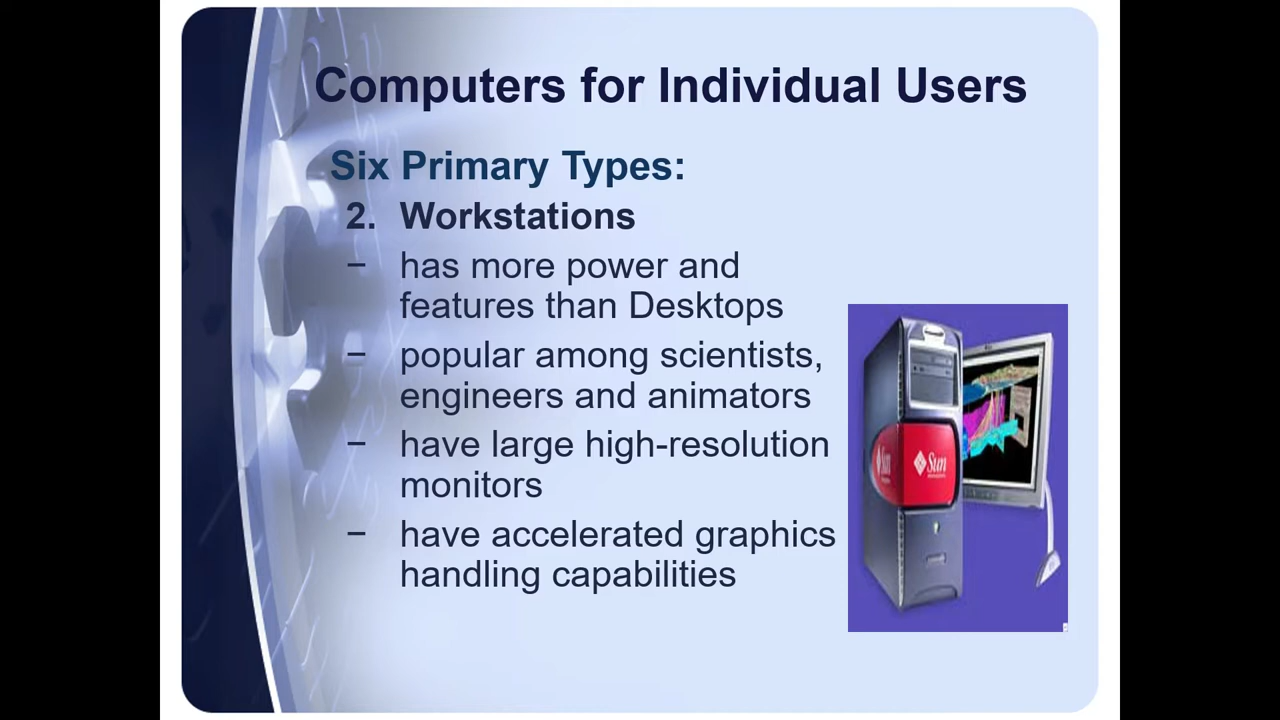 Computers for Individual Users
Six Primary Types:
2. Workstations
− has more power and
features than Desktops
− popular among scientists,
engineers and animators
− have large high-resolution
monitors
− have accelerated graphics
handling capabilities
Sun
Sun